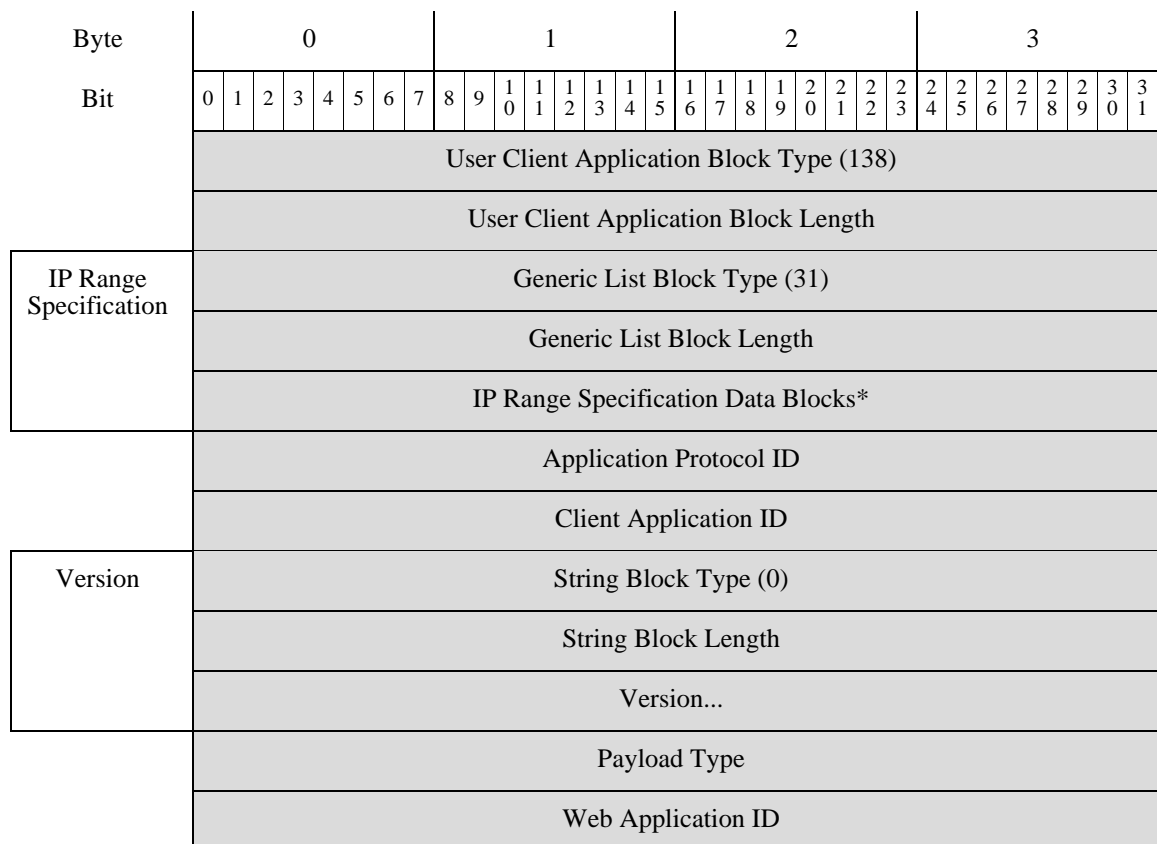 Byte 0 1 2 3
Bit 0 1 2 3 4 5 6 7 8 9 10 11 12 13 14 15 16 17 18 19 20 21 22 23 24 25 26 27 28 29 30 31
User Client Application Block Type (138)
User Client Application Block Length
IP Range
Specification
Generic List Block Type (31)
Generic List Block Length
IP Range Specification Data Blocks*
Application Protocol ID
Client Application ID
Version
String Block Type (0)
String Block Length
Version...
Payload Type
Web Application ID